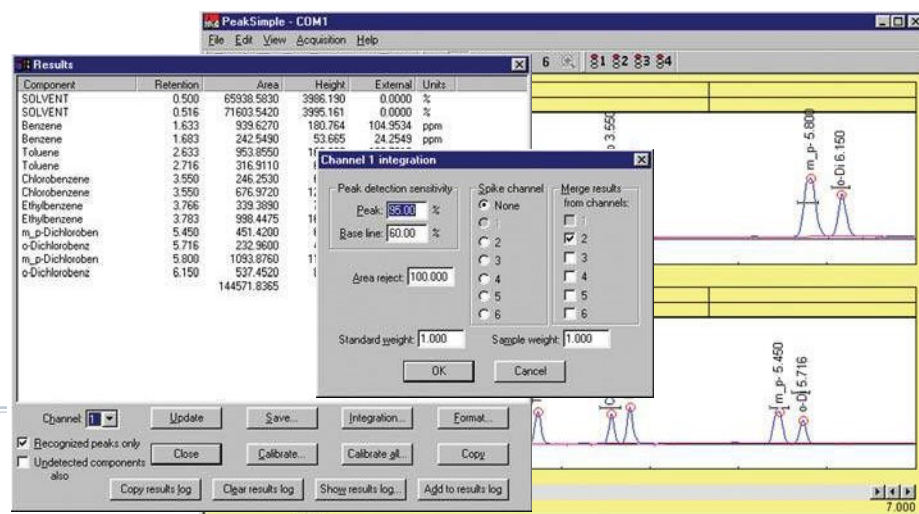 PeakSimple - COM1
File Edit View Acquisition Help
6 1 2 3 4
Results
Component Retention Area Height External Units
SOLVENT 0.500 65938.5830 3986.190 0.0000 %
SOLVENT 0.516 71603.5420 3995.161 0.0000 %
Benzene 1.633 939.6270 180.764 104.9534 ppm
Benzene 1.683 242.5490 53.665 24.2549 ppm
Toluene 2.633 953.8550
Toluene 2.716 316.9110
Chlorobenzene 3.550 246.2530
Chlorobenzene 3.550 676.9720
Ethylbenzene 3.766 339.3890
Ethylbenzene 3.783 998.4475
m_p-Dichloroben 5.450 451.4200
o-Dichlorobenz 5.716 232.9600
m_p-Dichloroben 5.800 1093.8760
o-Dichlorobenz 6.150 537.4520
144571.8365
Channel 1 integration
Peak detection sensitivity
Peak: 95.00 %
Base line: 60.00 %
Area reject: 100.000
Spike channel
None
1
2
3
4
5
6
Merge results
from channels:
1
2
3
4
5
6
Standard weight: 1.000 Sample weight: 1.000
OK Cancel
3.550
m_p- 5.800
o-Di 6.150
m_p- 5.450
o-Di 5.716
Channel: 1 Update Save... Integration... Format...
Recognized peaks only
Undetected components
also
Close Calibrate... Calibrate all... Copy
Copy results log Clear results log Show results log... Add to results log
7.000